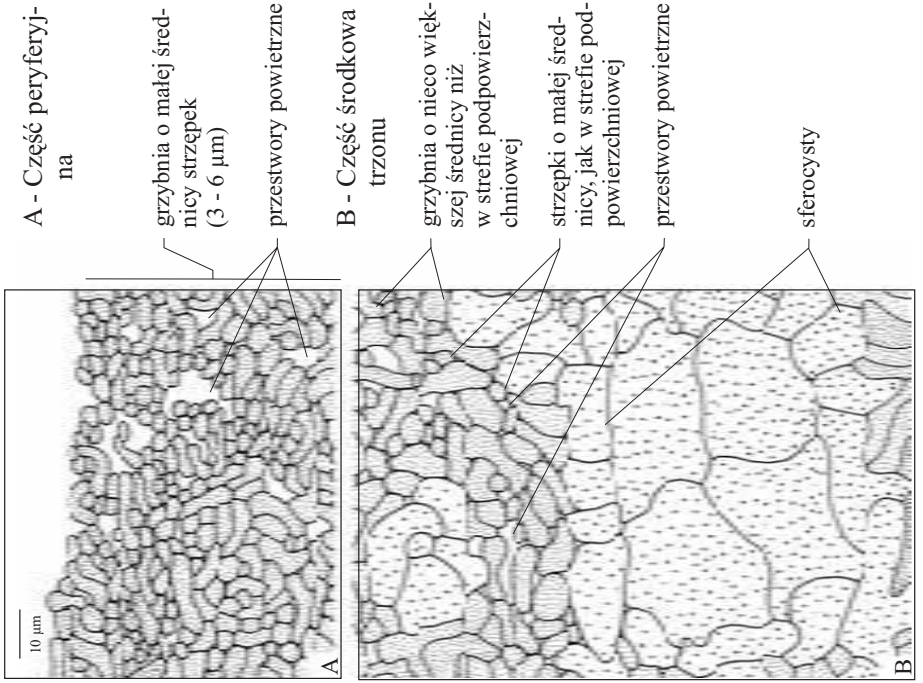 A - Część peryferyj-
na
grzybnia o małej śred-
nicy strzępek
(3 - 6 µm)
przestwory powietrzne
B - Część środkowa
trzonu
grzybnia o nieco więk-
szej średnicy niż
w strefie podpowierz-
chniowej
strzępki o małej śred-
nicy, jak w strefie pod-
powierzchniowej
przestwory powietrzne
sferocysty
10 µm
A
B